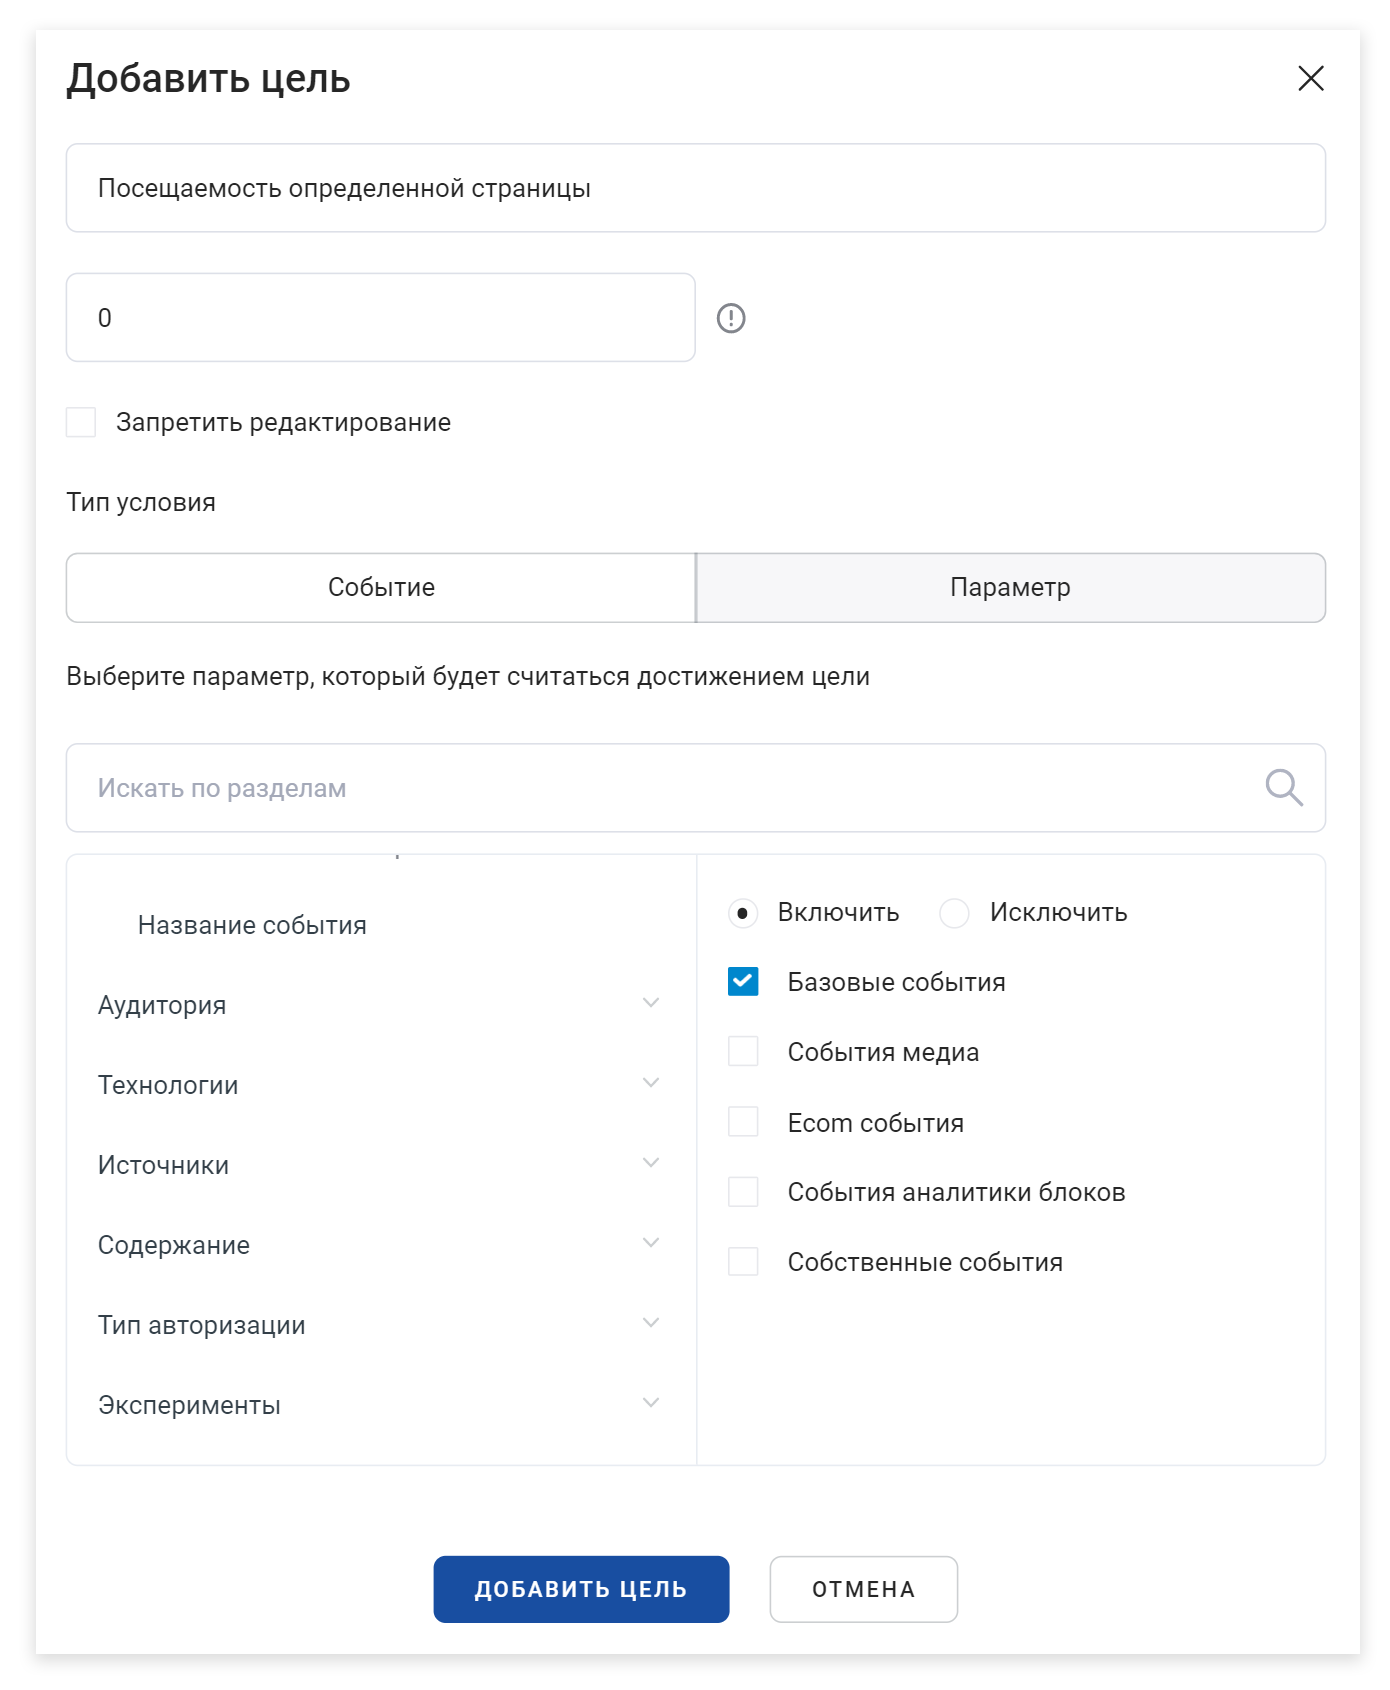 Добавить цель
Посещаемость определенной страницы
0
Запретить редактирование
Тип условия
Событие
Параметр
Выберите параметр, который будет считаться достижением цели
Искать по разделам
Название события
Аудитория
Технологии
Источники
Содержание
Тип авторизации
Эксперименты
Включить
Исключить
Базовые события
События медиа
Ecom события
События аналитики блоков
Собственные события
ДОБАВИТЬ ЦЕЛЬ
ОТМЕНА